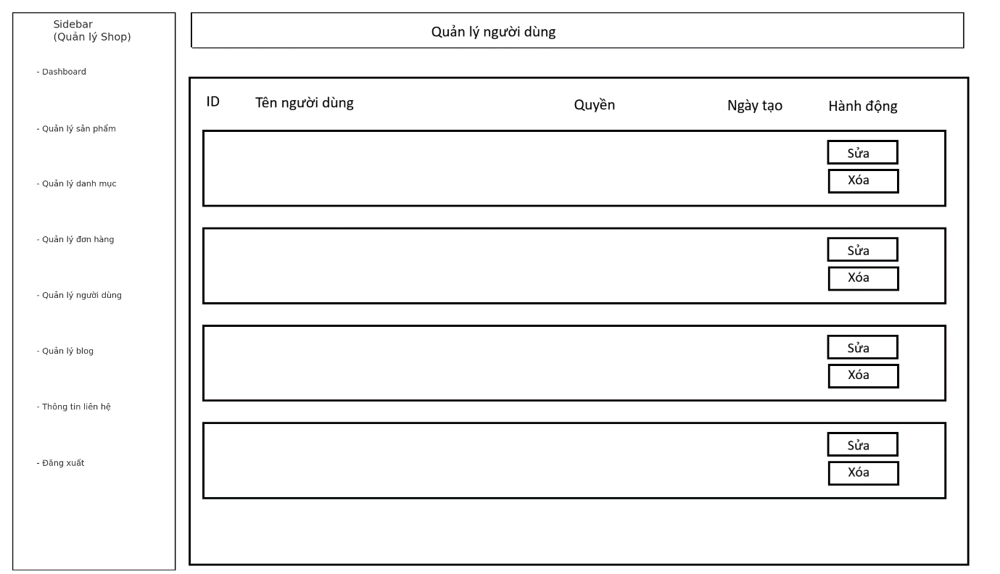 Sidebar
(Quản lý Shop)
- Dashboard
- Quản lý sản phẩm
- Quản lý danh mục
- Quản lý đơn hàng
- Quản lý người dùng
- Quản lý blog
- Thông tin liên hệ
- Đăng xuất
Quản lý người dùng
ID Tên người dùng Quyền Ngày tạo Hành động
Sửa
Xóa
Sửa
Xóa
Sửa
Xóa
Sửa
Xóa